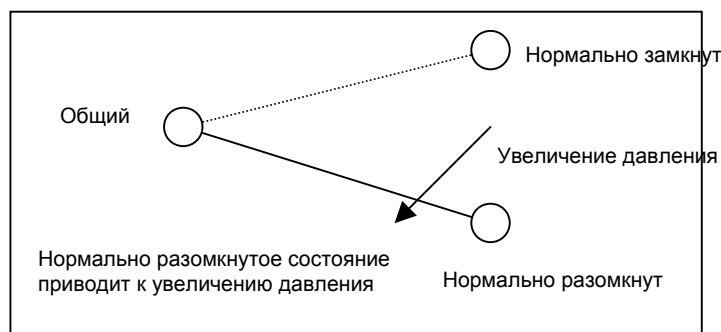 Нормально замкнут
Общий
Увеличение давления
Нормально разомкнутое состояние
приводит к увеличению давления
Нормально разомкнут